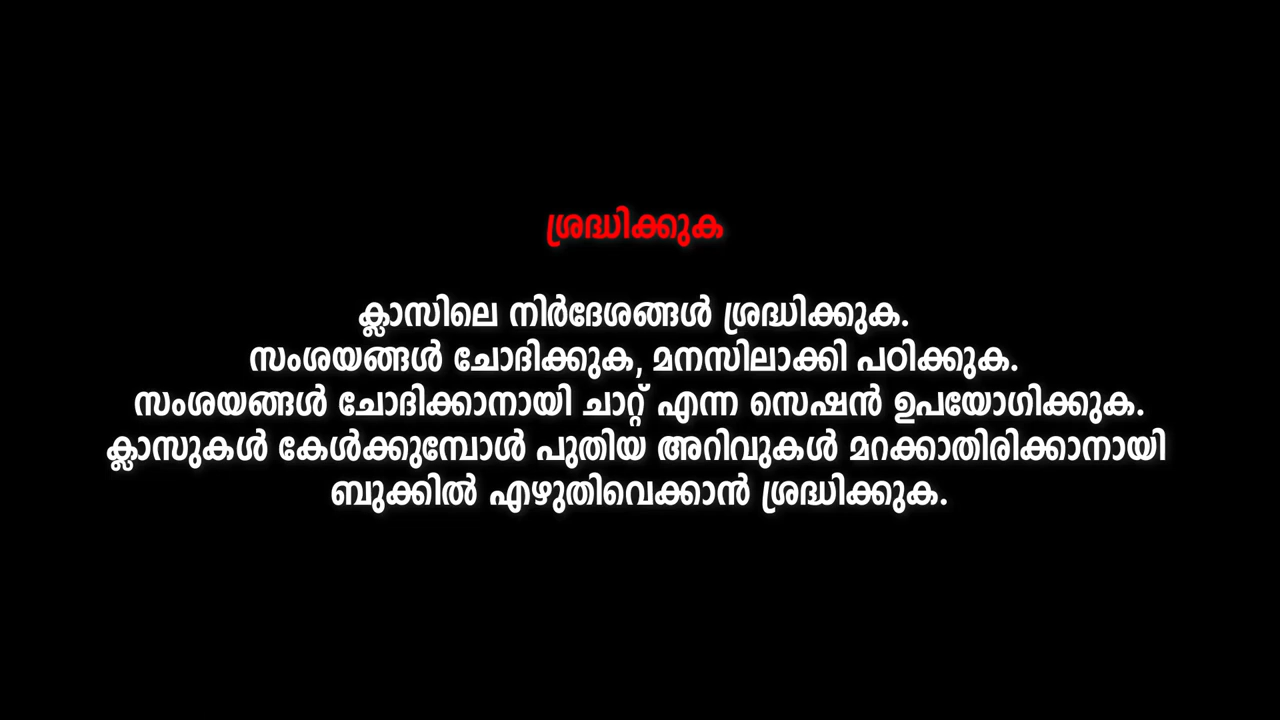 ശ്രദ്ധിക്കുക
ക്ലാസിലെ നിർദേശങ്ങൾ ശ്രദ്ധിക്കുക.
സംശയങ്ങൾ ചോദിക്കുക, മനസിലാക്കി പഠിക്കുക.
സംശയങ്ങൾ ചോദിക്കാനായി ചാറ്റ് എന്ന സെഷൻ ഉപയോഗിക്കുക.
ക്ലാസുകൾ കേൾക്കുമ്പോൾ പുതിയ അറിവുകൾ മറക്കാതിരിക്കാനായി
ബുക്കിൽ എഴുതിവെക്കാൻ ശ്രദ്ധിക്കുക.